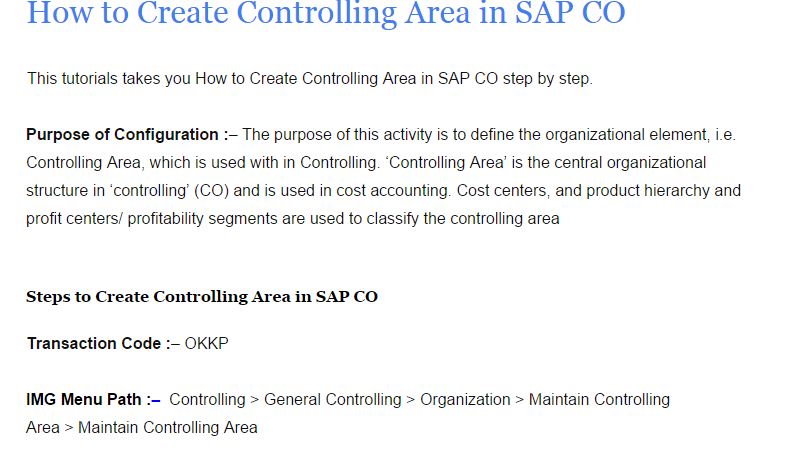 How to Create Controlling Area in SAP CO
This tutorials takes you How to Create Controlling Area in SAP CO step by step.
Purpose of Configuration :– The purpose of this activity is to define the organizational element, i.e.
Controlling Area, which is used with in Controlling. ‘Controlling Area’ is the central organizational
structure in ‘controlling’ (CO) and is used in cost accounting. Cost centers, and product hierarchy and
profit centers/ profitability segments are used to classify the controlling area
Steps to Create Controlling Area in SAP CO
Transaction Code :– OKKP
IMG Menu Path :– Controlling > General Controlling > Organization > Maintain Controlling
Area > Maintain Controlling Area